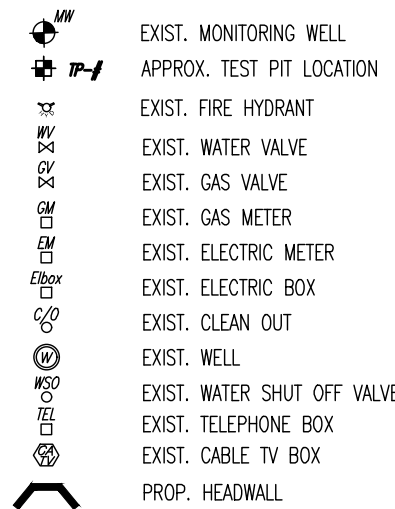 MW EXIST. MONITORING WELL
TP-# APPROX. TEST PIT LOCATION
EXIST. FIRE HYDRANT
WV EXIST. WATER VALVE
GV EXIST. GAS VALVE
GM EXIST. GAS METER
EM EXIST. ELECTRIC METER
Elbox EXIST. ELECTRIC BOX
C/O EXIST. CLEAN OUT
W EXIST. WELL
WSO EXIST. WATER SHUT OFF VALVE
TEL EXIST. TELEPHONE BOX
CA TV EXIST. CABLE TV BOX
PROP. HEADWALL